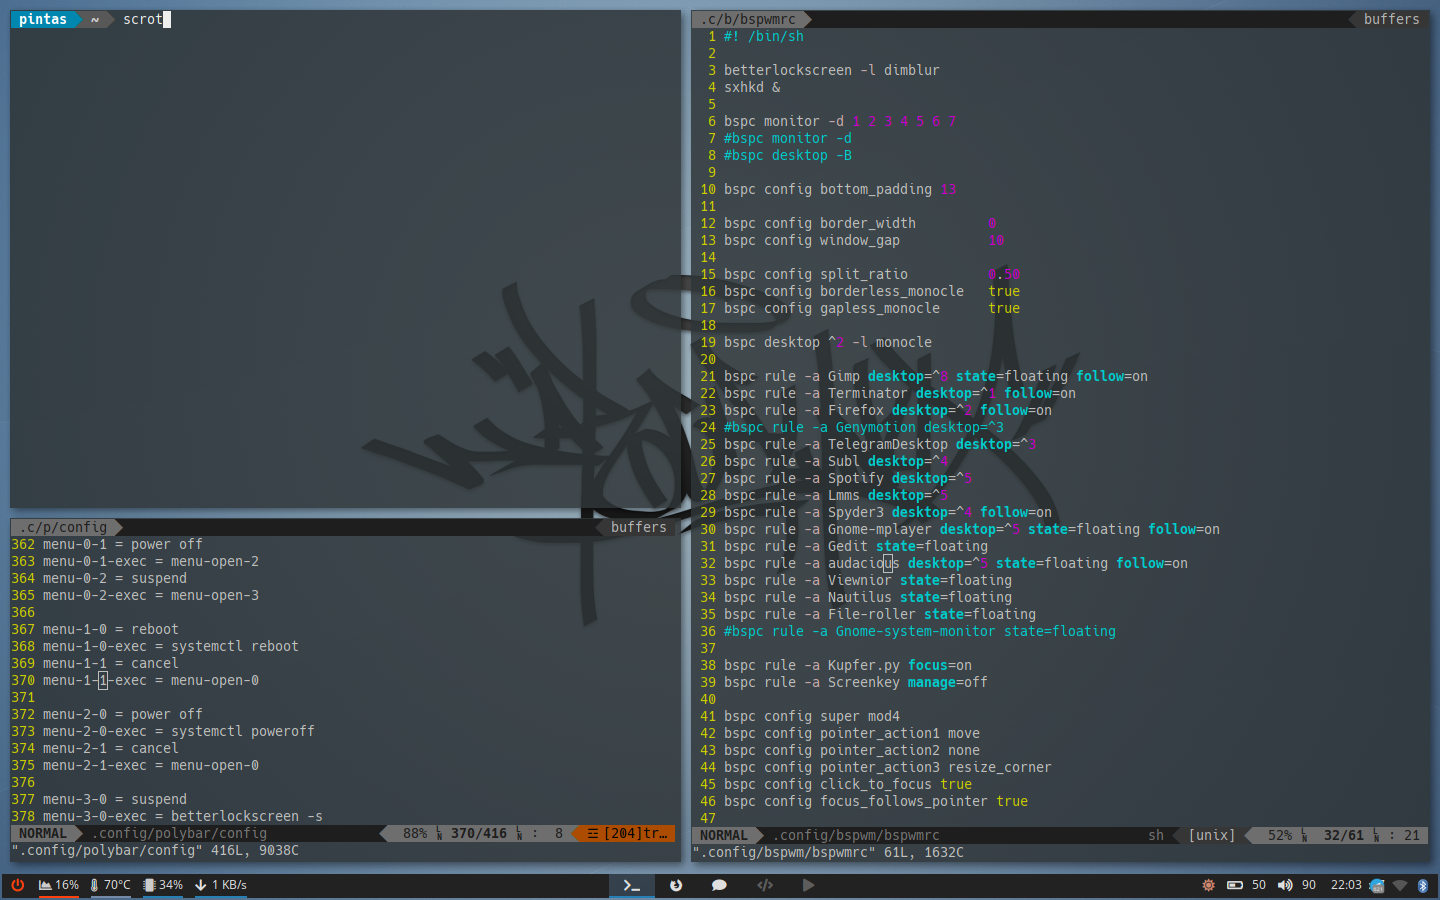 pintas ~ scrot
.c/p/config buffers
362 menu-0-1 = power off
363 menu-0-1-exec = menu-open-2
364 menu-0-2 = suspend
365 menu-0-2-exec = menu-open-3
366
367 menu-1-0 = reboot
368 menu-1-0-exec = systemctl reboot
369 menu-1-1 = cancel
370 menu-1-1-exec = menu-open-0
371
372 menu-2-0 = power off
373 menu-2-0-exec = systemctl poweroff
374 menu-2-1 = cancel
375 menu-2-1-exec = menu-open-0
376
377 menu-3-0 = suspend
378 menu-3-0-exec = betterlockscreen -s
NORMAL .config/polybar/config 88% LN 370/416 LN : 8 ☲ [204]tr…
".config/polybar/config" 416L, 9038C
.c/b/bspwmrc buffers
1 #! /bin/sh
2
3 betterlockscreen -l dimblur
4 sxhkd &
5
6 bspc monitor -d 1 2 3 4 5 6 7
7 #bspc monitor -d
8 #bspc desktop -B
9
10 bspc config bottom_padding 13
11
12 bspc config border_width 0
13 bspc config window_gap 10
14
15 bspc config split_ratio 0.50
16 bspc config borderless_monocle true
17 bspc config gapless_monocle true
18
19 bspc desktop ^2 -l monocle
20
21 bspc rule -a Gimp desktop=^8 state=floating follow=on
22 bspc rule -a Terminator desktop=^1 follow=on
23 bspc rule -a Firefox desktop=^2 follow=on
24 #bspc rule -a Genymotion desktop=^3
25 bspc rule -a TelegramDesktop desktop=^3
26 bspc rule -a Subl desktop=^4
27 bspc rule -a Spotify desktop=^5
28 bspc rule -a Lmms desktop=^5
29 bspc rule -a Spyder3 desktop=^4 follow=on
30 bspc rule -a Gnome-mplayer desktop=^5 state=floating follow=on
31 bspc rule -a Gedit state=floating
32 bspc rule -a audacious desktop=^5 state=floating follow=on
33 bspc rule -a Viewnior state=floating
34 bspc rule -a Nautilus state=floating
35 bspc rule -a File-roller state=floating
36 #bspc rule -a Gnome-system-monitor state=floating
37
38 bspc rule -a Kupfer.py focus=on
39 bspc rule -a Screenkey manage=off
40
41 bspc config super mod4
42 bspc config pointer_action1 move
43 bspc config pointer_action2 none
44 bspc config pointer_action3 resize_corner
45 bspc config click_to_focus true
46 bspc config focus_follows_pointer true
47
NORMAL .config/bspwm/bspwmrc sh [unix] 52% LN 32/61 LN : 21
".config/bspwm/bspwmrc" 61L, 1632C
16% 70°C 34% 1 KB/s 50 90 22:03